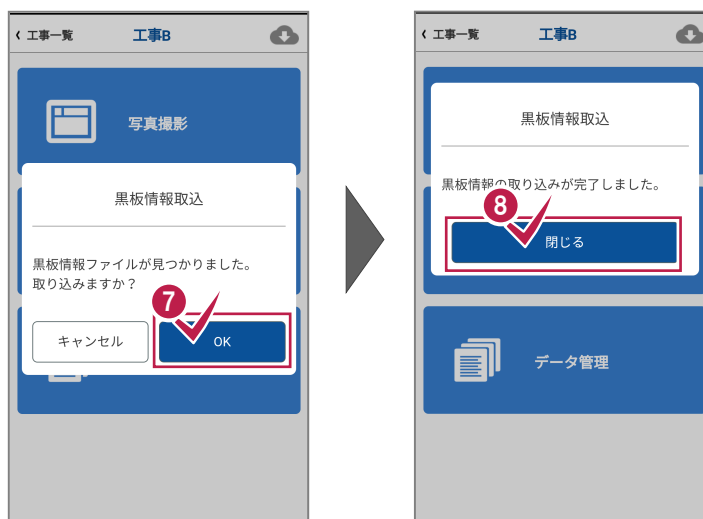 工事一覧
工事B
写真撮影
黒板情報取込
黒板情報ファイルが見つかりました。
取り込みますか？
7
キャンセル
OK
工事一覧
工事B
黒板情報取込
黒板情報の取り込みが完了しました。
8
閉じる
データ管理